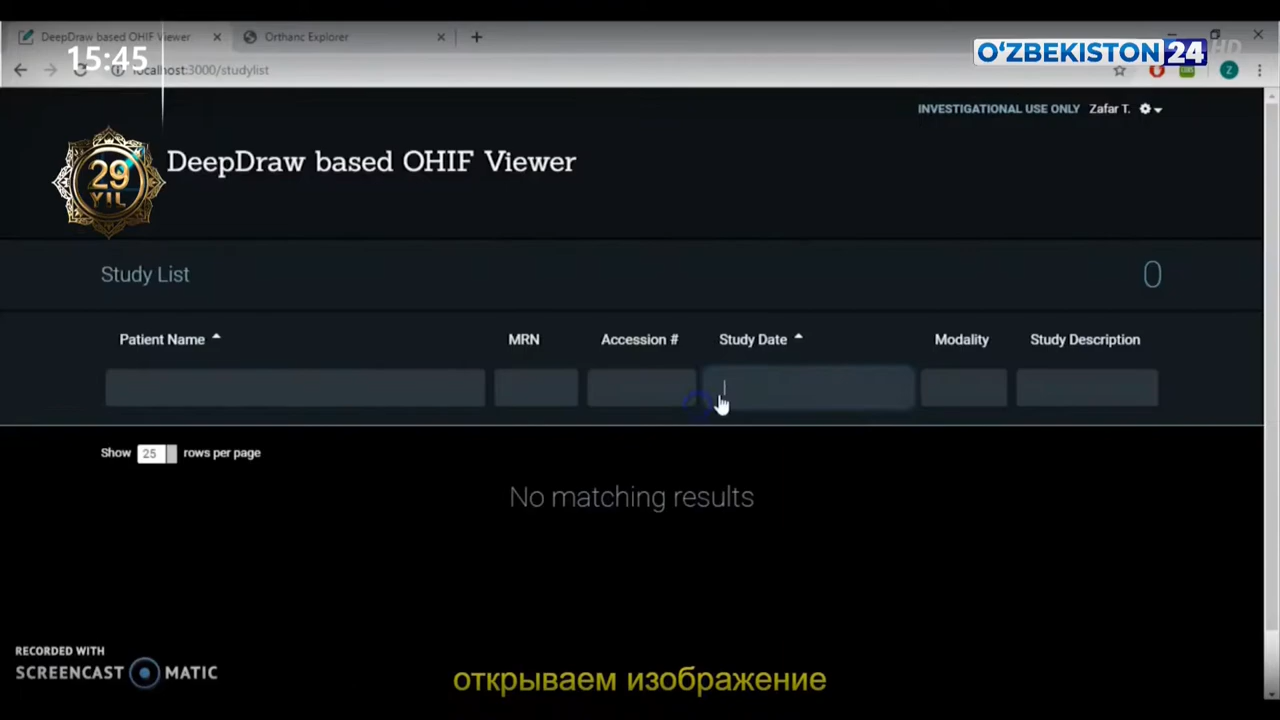 DeepDraw based OHIF Viewer
Orthanc Explorer
15:45
localhost:3000/studylist
O‘ZBEKISTON 24 HD
INVESTIGATIONAL USE ONLY Zafar T.
29
YIL
DeepDraw based OHIF Viewer
Study List
0
Patient Name MRN Accession # Study Date Modality Study Description
Show 25 rows per page
No matching results
RECORDED WITH
SCREENCAST MATIC
открываем изображение